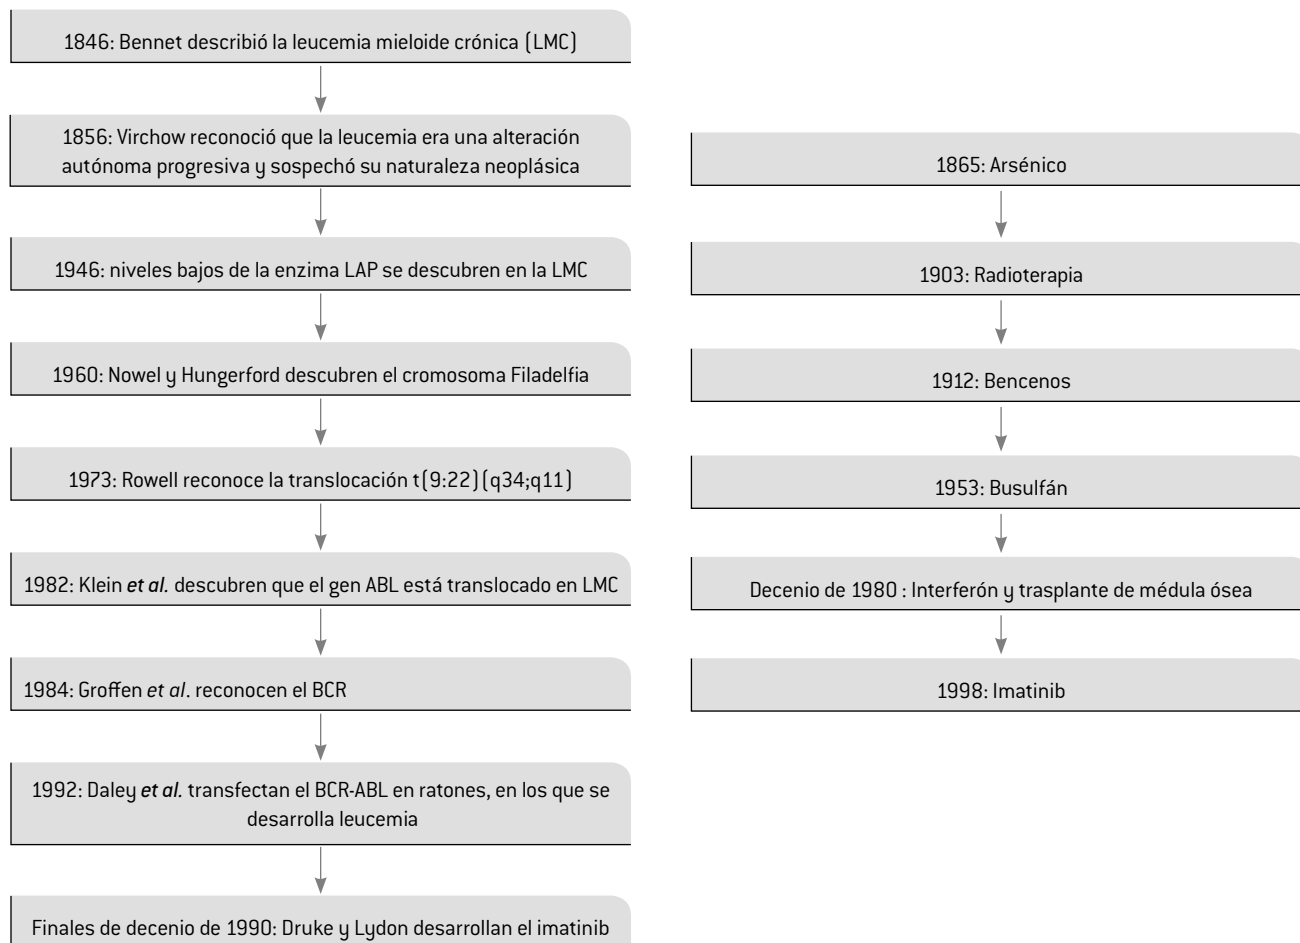 1846: Bennet describió la leucemia mieloide crónica (LMC)
1856: Virchow reconoció que la leucemia era una alteración
autónoma progresiva y sospechó su naturaleza neoplásica
1946: niveles bajos de la enzima LAP se descubren en la LMC
1960: Nowel y Hungerford descubren el cromosoma Filadelfia
1973: Rowell reconoce la translocación t(9:22)(q34;q11)
1982: Klein et al. descubren que el gen ABL está translocado en LMC
1984: Groffen et al. reconocen el BCR
1992: Daley et al. transfectan el BCR-ABL en ratones, en los que se
desarrolla leucemia
Finales de decenio de 1990: Druke y Lydon desarrollan el imatinib
1865: Arsénico
1903: Radioterapia
1912: Bencenos
1953: Busulfán
Decenio de 1980 : Interferón y trasplante de médula ósea
1998: Imatinib